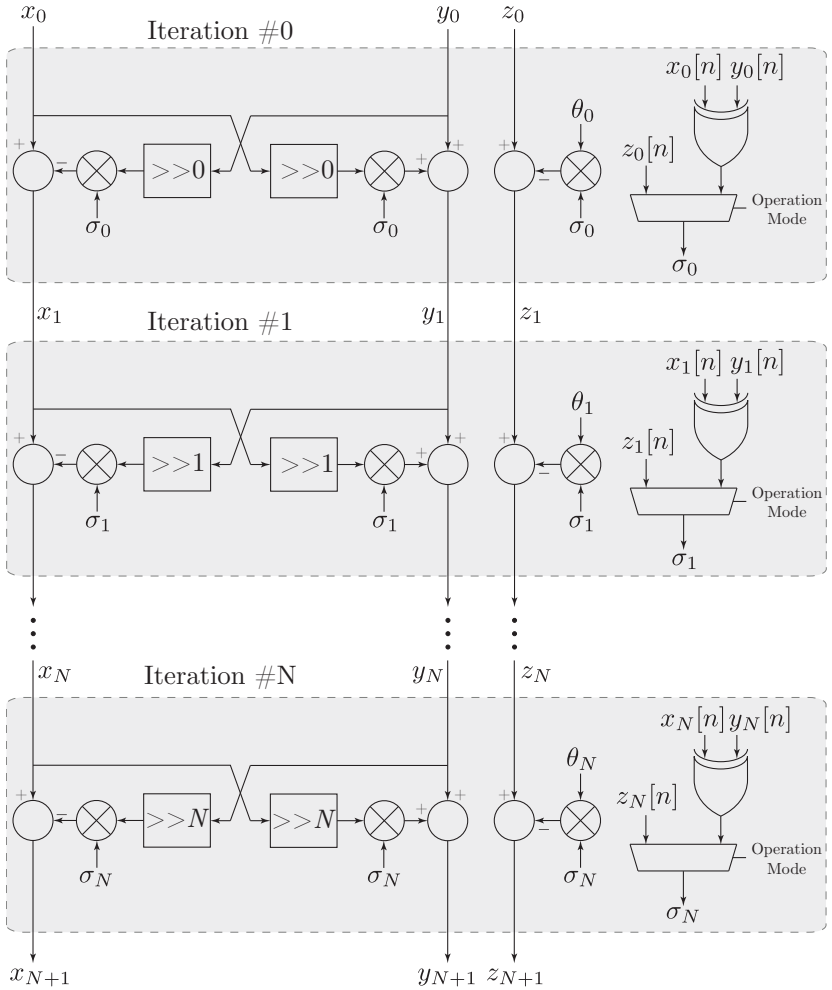 x_0 y_0 z_0
Iteration #0
x_0[n] y_0[n]
θ_0
z_0[n]
+ − >>0 >>0 + + + −
Operation
Mode
σ_0 σ_0 σ_0
σ_0
x_1 y_1 z_1
Iteration #1
x_1[n] y_1[n]
θ_1
z_1[n]
+ − >>1 >>1 + + + −
Operation
Mode
σ_1 σ_1 σ_1
σ_1
x_N y_N z_N
Iteration #N
x_N[n] y_N[n]
θ_N
z_N[n]
+ − >>N >>N + + + −
Operation
Mode
σ_N σ_N σ_N
σ_N
x_{N+1} y_{N+1} z_{N+1}